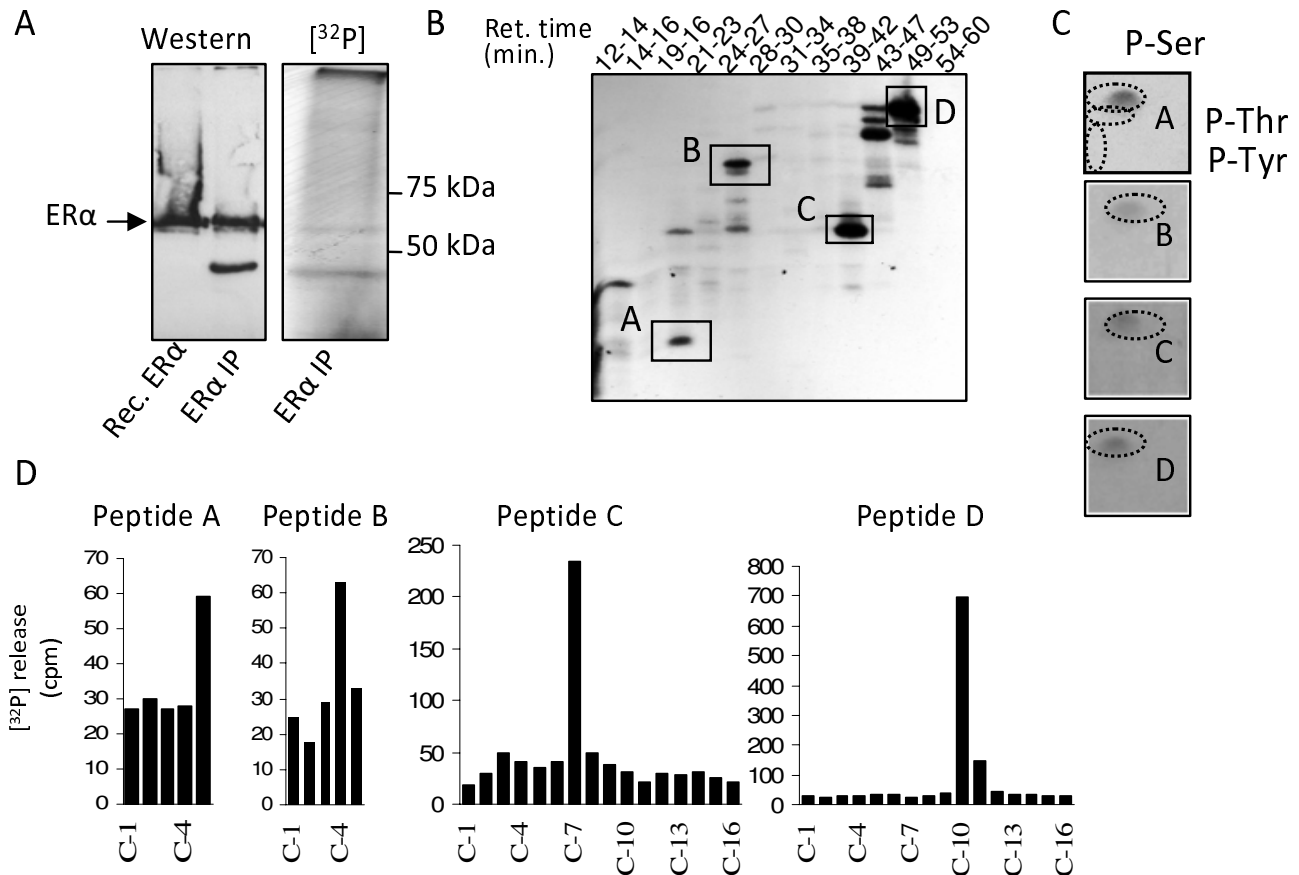 A
Western
[³²P]
75 kDa
ERα
50 kDa
Rec. ERα
ERα IP
ERα IP
B
Ret. time
(min.)
12-14
14-16
19-16
21-23
24-27
28-30
31-34
35-38
39-42
43-47
49-53
54-60
D
B
C
A
C
P-Ser
A
P-Thr
P-Tyr
B
C
D
D
Peptide A
Peptide B
Peptide C
Peptide D
[³²P] release
(cpm)
70
60
50
40
30
20
10
0
C-1
C-4
70
60
50
40
30
20
10
0
C-1
C-4
250
200
150
100
50
0
C-1
C-4
C-7
C-10
C-13
C-16
800
700
600
500
400
300
200
100
0
C-1
C-4
C-7
C-10
C-13
C-16